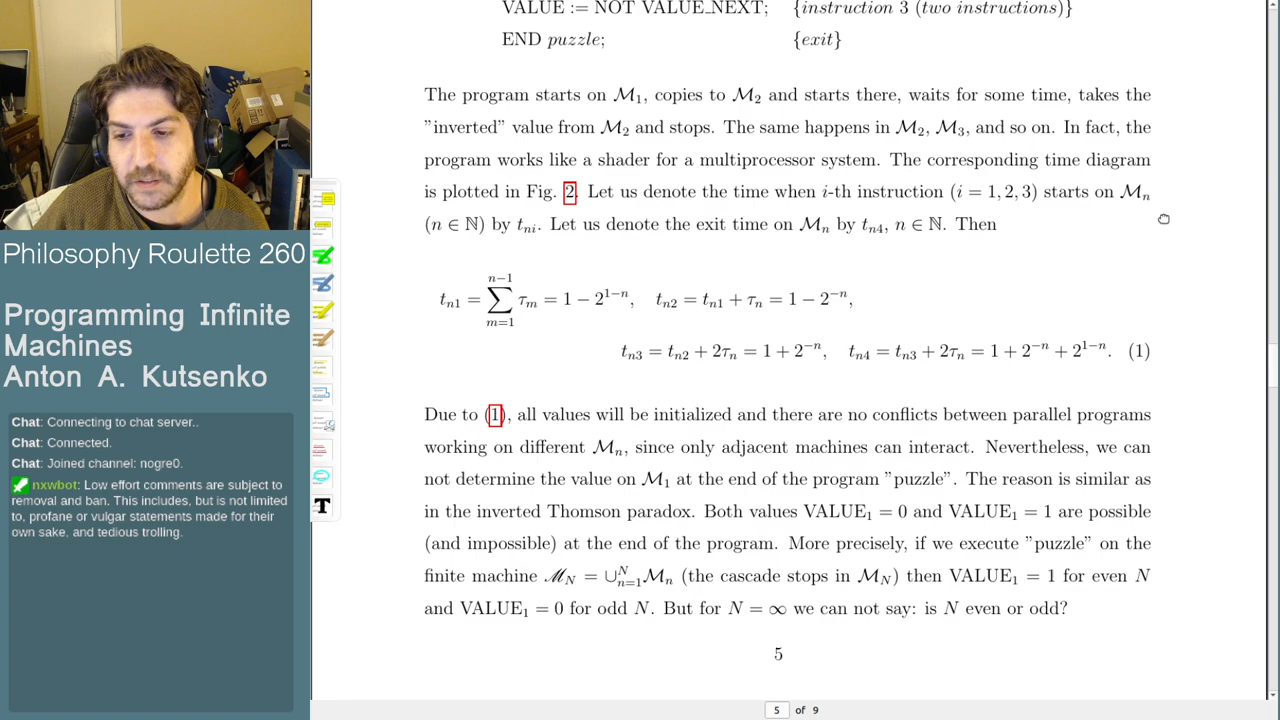 VALUE := NOT VALUE_NEXT; {instruction 3 (two instructions)}
END puzzle; {exit}
The program starts on ℳ1, copies to ℳ2 and starts there, waits for some time, takes the
"inverted" value from ℳ2 and stops. The same happens in ℳ2, ℳ3, and so on. In fact, the
program works like a shader for a multiprocessor system. The corresponding time diagram
is plotted in Fig. 2. Let us denote the time when i-th instruction (i = 1, 2, 3) starts on ℳn
(n ∈ ℕ) by tn1. Let us denote the exit time on ℳn by tn4, n ∈ ℕ. Then
tn1 = ∑_{m=1}^{n−1} τm = 1 − 2^{1−n}, tn2 = tn1 + τn = 1 − 2^{−n},
tn3 = tn2 + 2τn = 1 + 2^{−n}, tn4 = tn3 + 2τn = 1 + 2^{−n} + 2^{1−n} (1)
Due to (1), all values will be initialized and there are no conflicts between parallel programs
working on different ℳn, since only adjacent machines can interact. Nevertheless, we can
not determine the value on ℳ1 at the end of the program "puzzle". The reason is similar as
in the inverted Thomson paradox. Both values VALUE1 = 0 and VALUE1 = 1 are possible
(and impossible) at the end of the program. More precisely, if we execute "puzzle" on the
finite machine ℳN = ∪_{n=1}^{N} ℳn (the cascade stops in ℳN) then VALUE1 = 1 for even N
and VALUE1 = 0 for odd N. But for N = ∞ we can not say: is N even or odd?
5
T
5 of 9
Philosophy Roulette 260
Programming Infinite
Machines
Anton A. Kutsenko
Chat: Connecting to chat server..
Chat: Connected.
Chat: Joined channel: nogre0.
nxwbot: Low effort comments are subject to
removal and ban. This includes, but is not limited
to, profane or vulgar statements made for their
own sake, and tedious trolling.